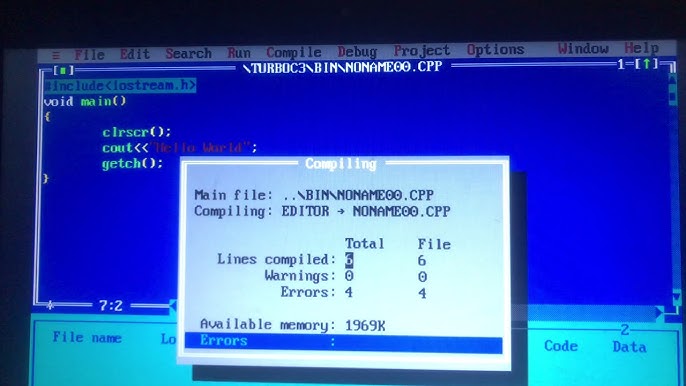 ≡ File Edit Search Run Compile Debug Project Options Window Help
[■] \TURBOC3\BIN\NONAME00.CPP 1=[↑]
#include<iostream.h>
void main()
{
clrscr();
cout<<"Hello World";
getch();
}
Compiling
Main file: ..\BIN\NONAME00.CPP
Compiling: EDITOR → NONAME00.CPP
Total File
Lines compiled: 6 6
Warnings: 0 0
Errors: 4 4
Available memory: 1969K
Errors :
* 7:2
2
File name Lo Code Data